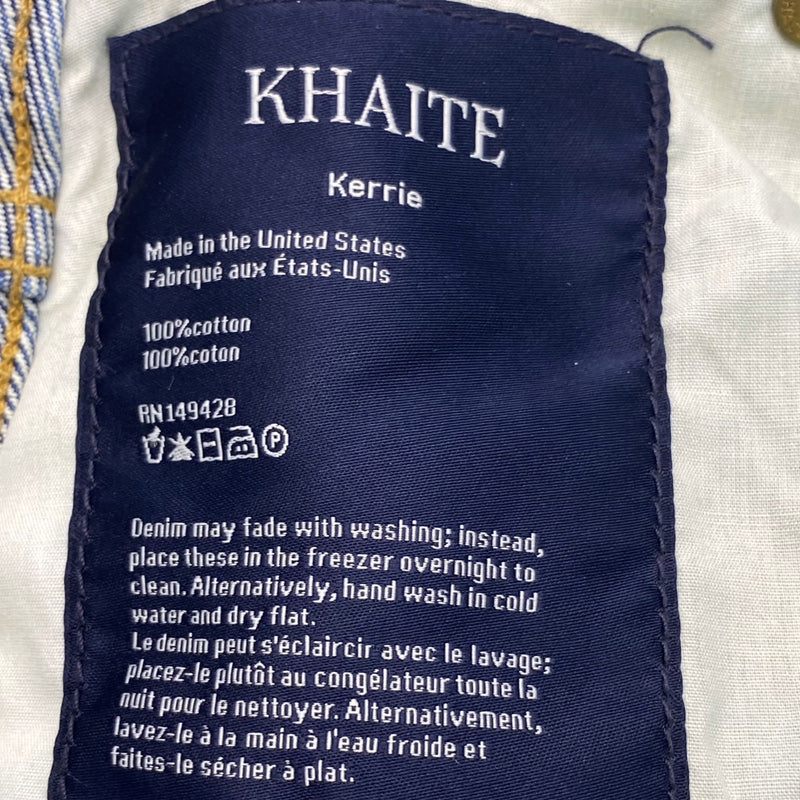 KHAITE
Kerrie
Made in the United States
Fabriqué aux États-Unis
100%cotton
100%coton
RN149428
P
Denim may fade with washing; instead,
place these in the freezer overnight to
clean. Alternatively, hand wash in cold
water and dry flat.
Le denim peut s'éclaircir avec le lavage;
placez-le plutôt au congélateur toute la
nuit pour le nettoyer. Alternativement,
lavez-le à la main à l'eau froide et
faites-le sécher à plat.